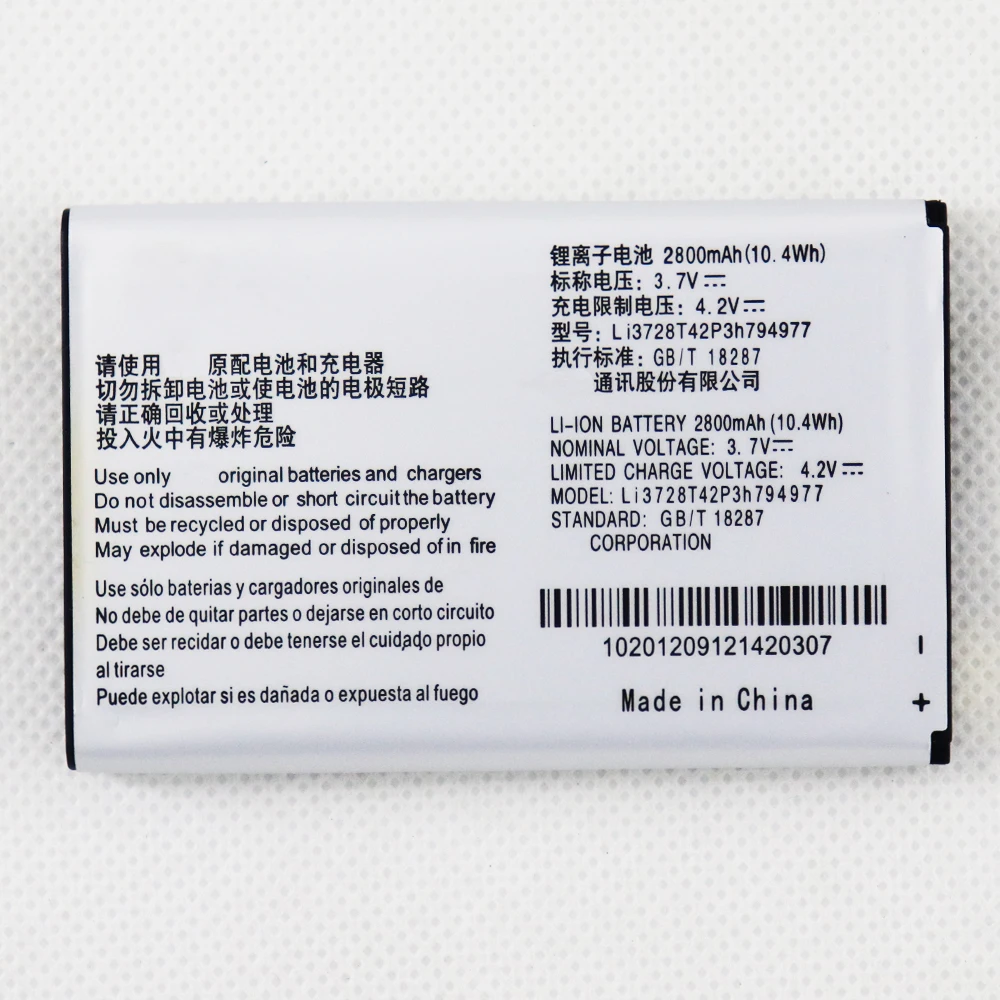 请使用 原配电池和充电器
切勿拆卸电池或使电池的电极短路
请正确回收或处理
投入火中有爆炸危险
Use only original batteries and chargers
Do not disassemble or short circuit the battery
Must be recycled or disposed of properly
May explode if damaged or disposed of in fire
Use sólo baterias y cargadores originales de
No debe de quitar partes o dejarse en corto circuito
Debe ser recidar o debe tenerse el cuidado propio
al tirarse
Puede explotar si es dañada o expuesta al fuego
锂离子电池 2800mAh(10.4Wh)
标称电压: 3.7V⎓
充电限制电压: 4.2V⎓
型号: Li3728T42P3h794977
执行标准: GB/T 18287
通讯股份有限公司
LI-ION BATTERY 2800mAh(10.4Wh)
NOMINAL VOLTAGE: 3.7V⎓
LIMITED CHARGE VOLTAGE: 4.2V⎓
MODEL: Li3728T42P3h794977
STANDARD: GB/T 18287
CORPORATION
10201209121420307
Made in China
-
+